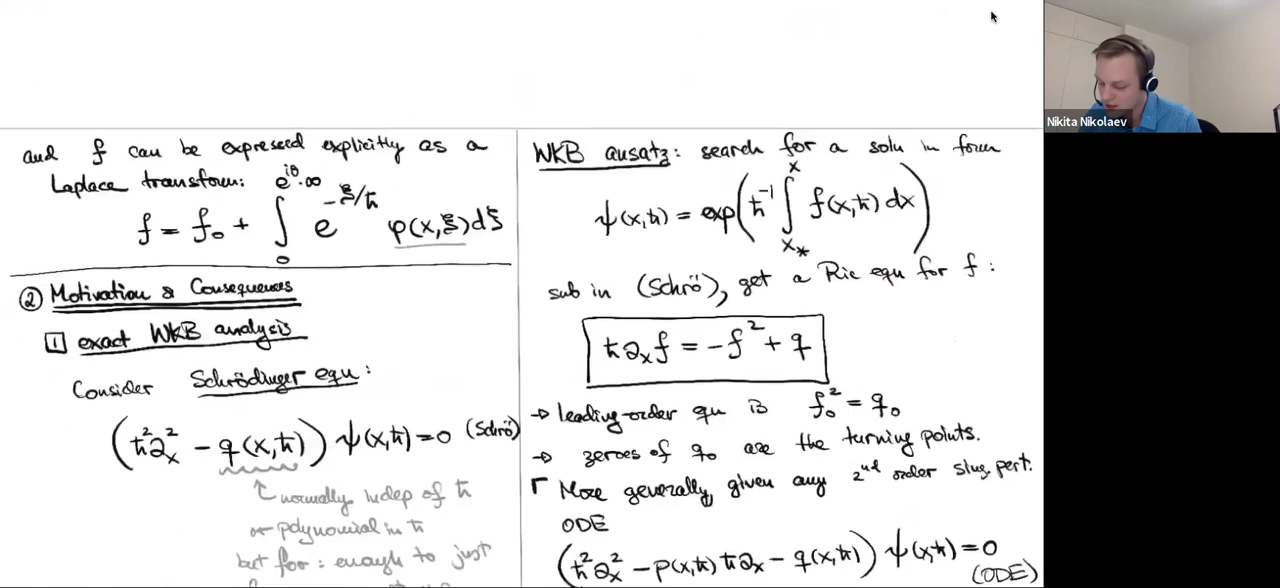 and f can be expressed explicitly as a
Laplace transform:
f = f₀ + ∫₀^{e^{iθ}·∞} e^{-ξ/ħ} φ(x,ξ)dξ
② Motivation & Consequences
1 exact WKB analysis
Consider Schrödinger equ:
(ħ²∂ₓ² - q(x,ħ)) ψ(x,ħ) = 0 (Schrö)
↑ normally indep of ħ
or polynomial in ħ
but for : enough to just
WKB ansatz: search for a soln in form
ψ(x,ħ) = exp(ħ⁻¹ ∫_{x*}^{x} f(x,ħ) dx)
sub in (Schrö), get a Ric equ for f :
ħ∂ₓf = -f² + q
→ leading-order equ is f₀² = q₀
→ zeroes of q₀ are the turning points.
More generally, given any 2nd order sing. pert.
ODE
(ħ²∂ₓ² - p(x,ħ) ħ∂ₓ - q(x,ħ)) ψ(x,ħ) = 0
(ODE)
Nikita Nikolaev